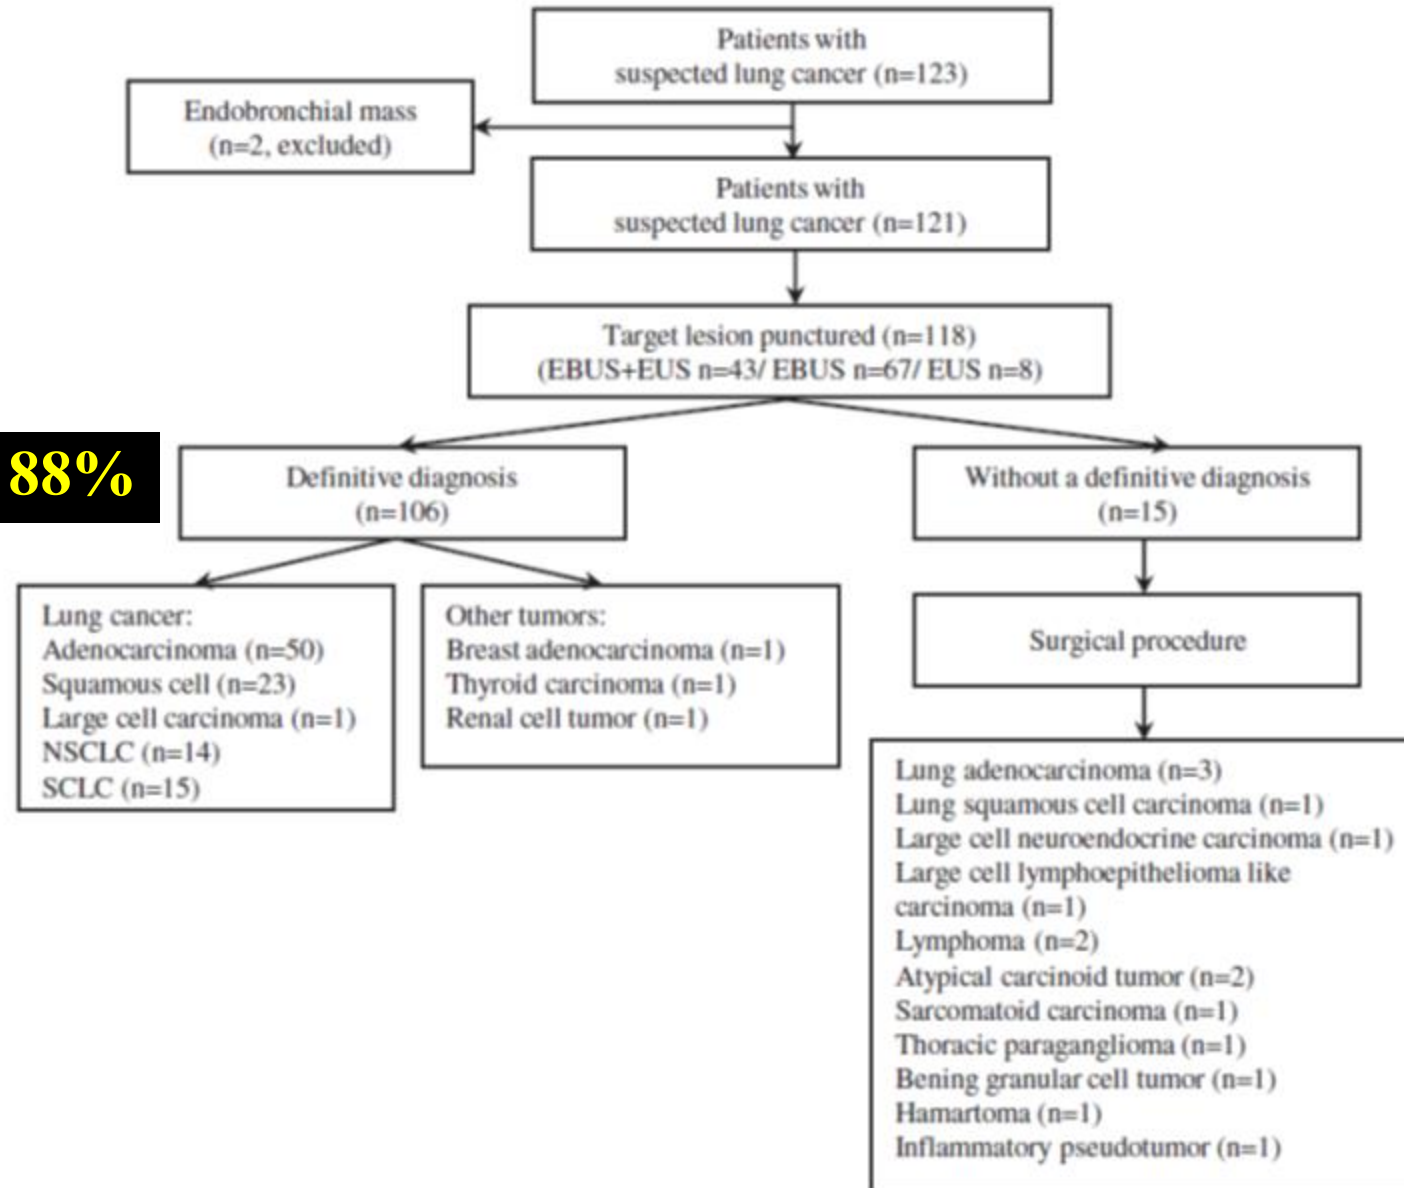 Patients with
suspected lung cancer (n=123)
Endobronchial mass
(n=2, excluded)
Patients with
suspected lung cancer (n=121)
Target lesion punctured (n=118)
(EBUS+EUS n=43/ EBUS n=67/ EUS n=8)
88%
Definitive diagnosis
(n=106)
Without a definitive diagnosis
(n=15)
Lung cancer:
Adenocarcinoma (n=50)
Squamous cell (n=23)
Large cell carcinoma (n=1)
NSCLC (n=14)
SCLC (n=15)
Other tumors:
Breast adenocarcinoma (n=1)
Thyroid carcinoma (n=1)
Renal cell tumor (n=1)
Surgical procedure
Lung adenocarcinoma (n=3)
Lung squamous cell carcinoma (n=1)
Large cell neuroendocrine carcinoma (n=1)
Large cell lymphoepithelioma like
carcinoma (n=1)
Lymphoma (n=2)
Atypical carcinoid tumor (n=2)
Sarcomatoid carcinoma (n=1)
Thoracic paraganglioma (n=1)
Bening granular cell tumor (n=1)
Hamartoma (n=1)
Inflammatory pseudotumor (n=1)